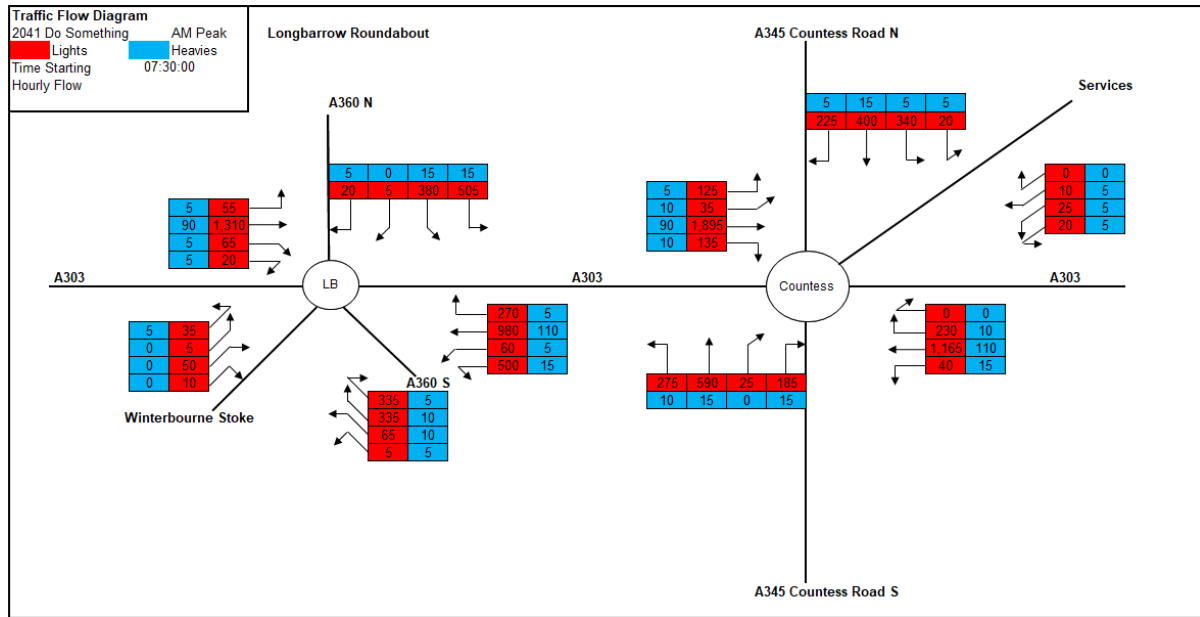 Traffic Flow Diagram
2041 Do Something AM Peak
Lights Heavies
Time Starting 07:30:00
Hourly Flow
Longbarrow Roundabout
A345 Countess Road N
Services
A360 N
5 15 5 5
225 400 340 20
5 0 15 15
20 5 380 505
0 0
10 5
25 5
20 5
5 125
10 35
90 1,895
10 135
5 55
90 1,310
5 65
5 20
A303
LB
A303
Countess
A303
270 5
980 110
60 5
500 15
0 0
230 10
1,165 110
40 15
5 35
0 5
0 50
0 10
275 590 25 185
10 15 0 15
A360 S
335 5
335 10
65 10
5 5
Winterbourne Stoke
A345 Countess Road S